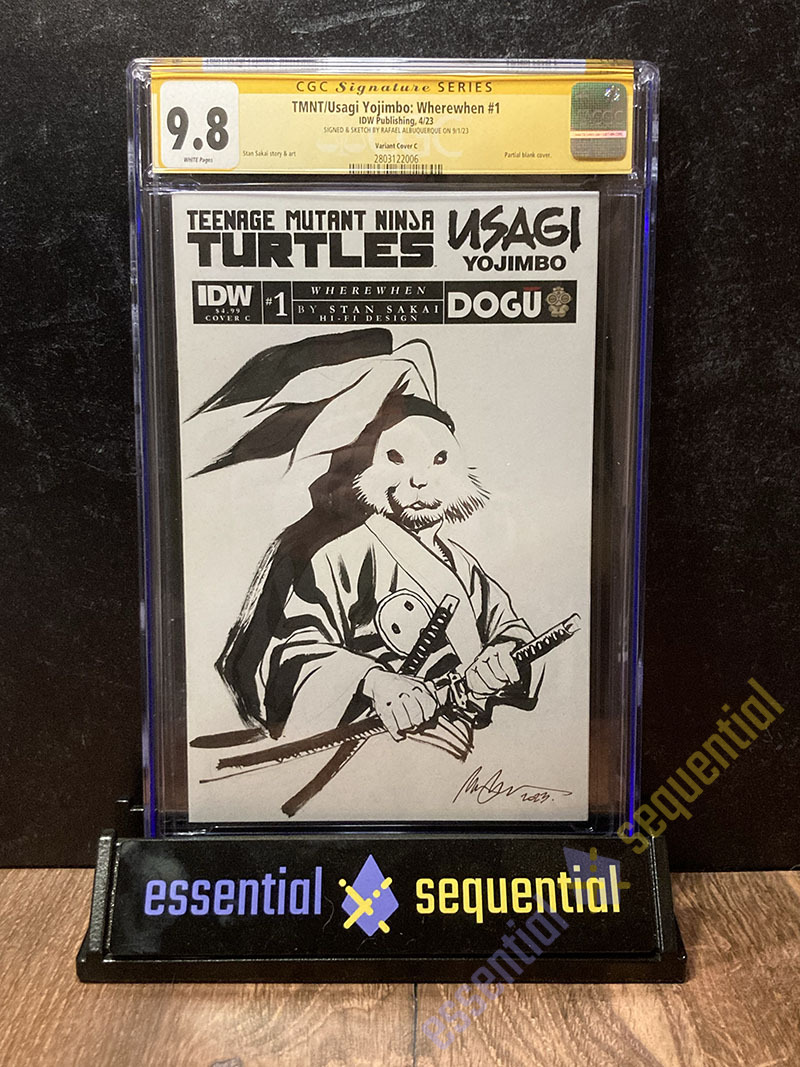 CGC Signature SERIES
9.8
WHITE Pages
TMNT/Usagi Yojimbo: Wherewhen #1
IDW Publishing, 4/23
SIGNED & SKETCH BY RAFAEL ALBUQUERQUE ON 9/1/23
Stan Sakai story & art
Variant Cover C
Partial blank cover.
2803122006
TEENAGE MUTANT NINJA
TURTLES
USAGI
YOJIMBO
IDW
$4.99
COVER C
#1
WHEREWHEN
BY STAN SAKAI
HI-FI DESIGN
DOGŪ
2023.
essential sequential
essential sequential